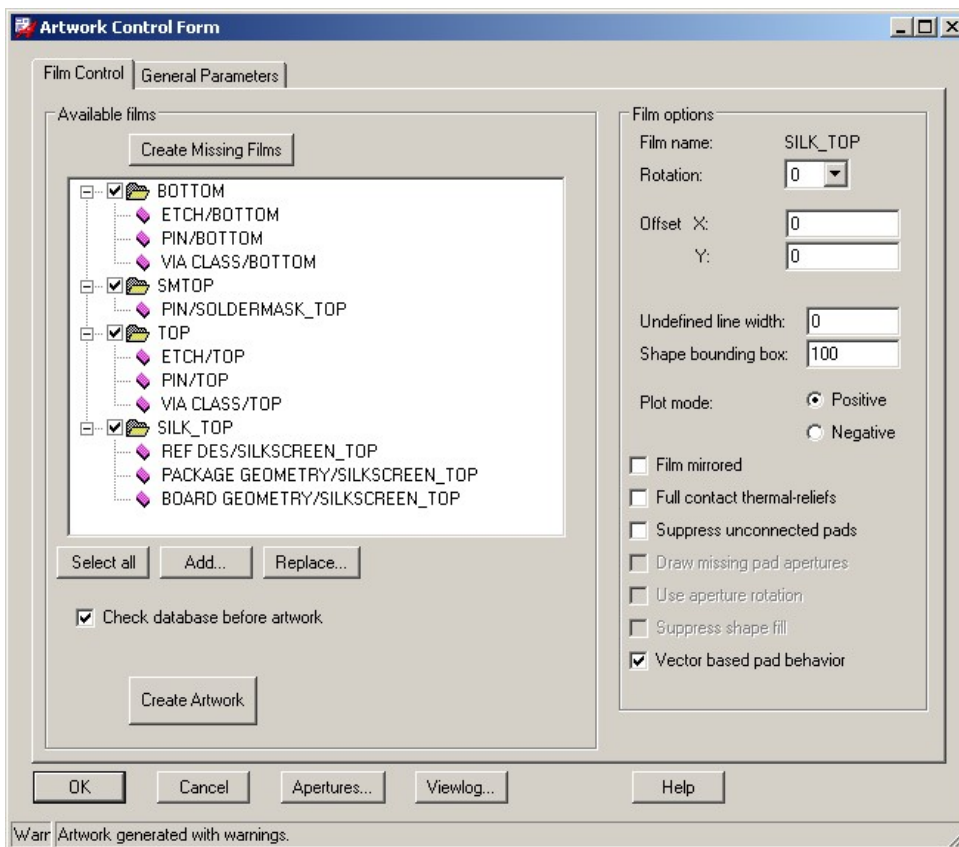 Artwork Control Form
Film Control
General Parameters
Available films
Create Missing Films
BOTTOM
ETCH/BOTTOM
PIN/BOTTOM
VIA CLASS/BOTTOM
SMTOP
PIN/SOLDERMASK_TOP
TOP
ETCH/TOP
PIN/TOP
VIA CLASS/TOP
SILK_TOP
REF DES/SILKSCREEN_TOP
PACKAGE GEOMETRY/SILKSCREEN_TOP
BOARD GEOMETRY/SILKSCREEN_TOP
Select all Add... Replace...
Check database before artwork
Create Artwork
Film options
Film name: SILK_TOP
Rotation: 0
Offset X: 0
Y: 0
Undefined line width: 0
Shape bounding box: 100
Plot mode: Positive
Negative
Film mirrored
Full contact thermal-reliefs
Suppress unconnected pads
Draw missing pad apertures
Use aperture rotation
Suppress shape fill
Vector based pad behavior
OK Cancel Apertures... Viewlog... Help
Warr Artwork generated with warnings.